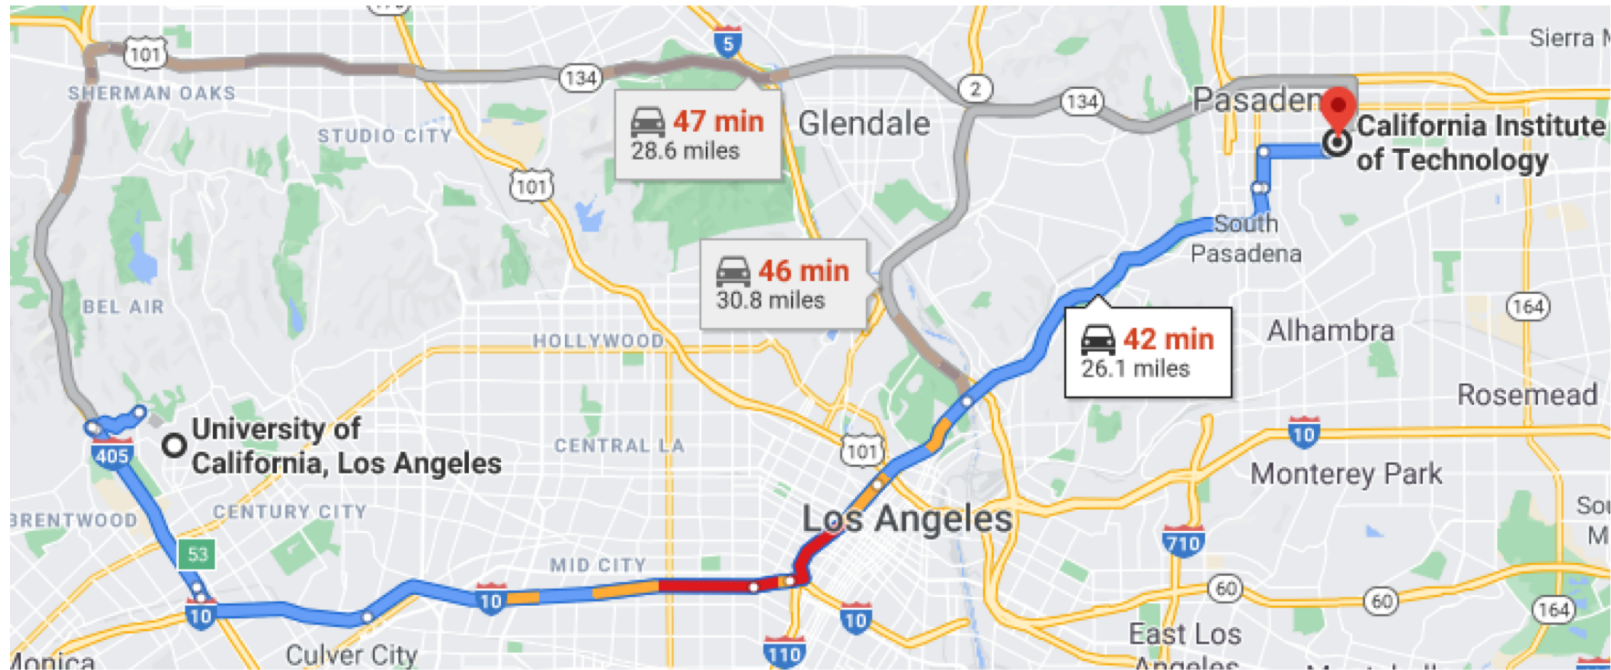 101
5
Sierra M
134
2
134
SHERMAN OAKS
Pasaden
STUDIO CITY
47 min
28.6 miles
Glendale
California Institute
of Technology
101
South
Pasadena
46 min
30.8 miles
BEL AIR
164
HOLLYWOOD
42 min
26.1 miles
Alhambra
Rosemead
University of
California, Los Angeles
405
CENTRAL LA
101
10
Monterey Park
BRENTWOOD
CENTURY CITY
Los Angeles
53
MID CITY
710
10
10
10
60
60
164
110
Culver City
East Los
Angeles
Monica